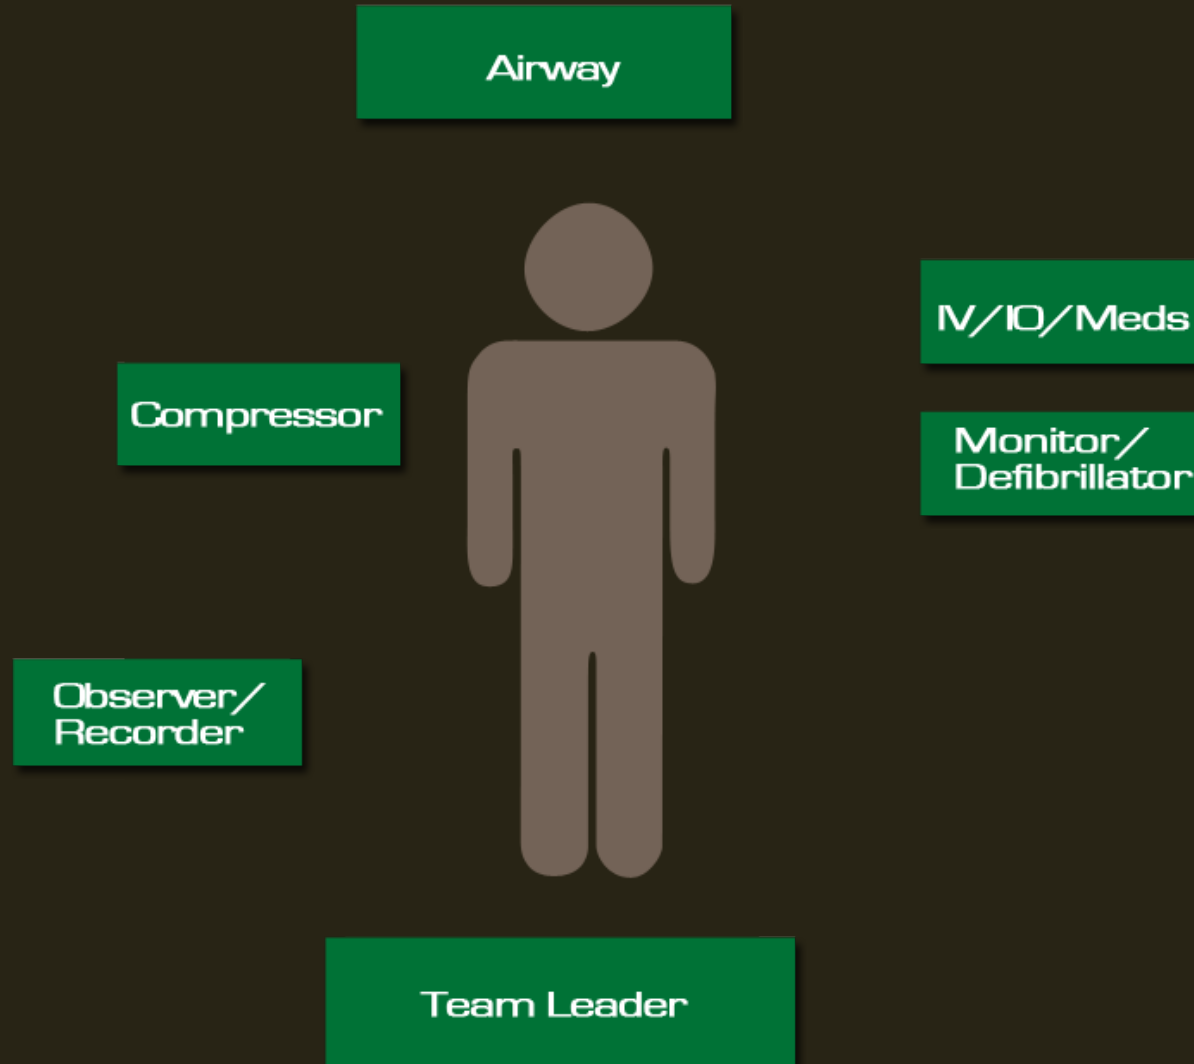 Airway
IV/IO/Meds
Compressor
Monitor/
Defibrillator
Observer/
Recorder
Team Leader